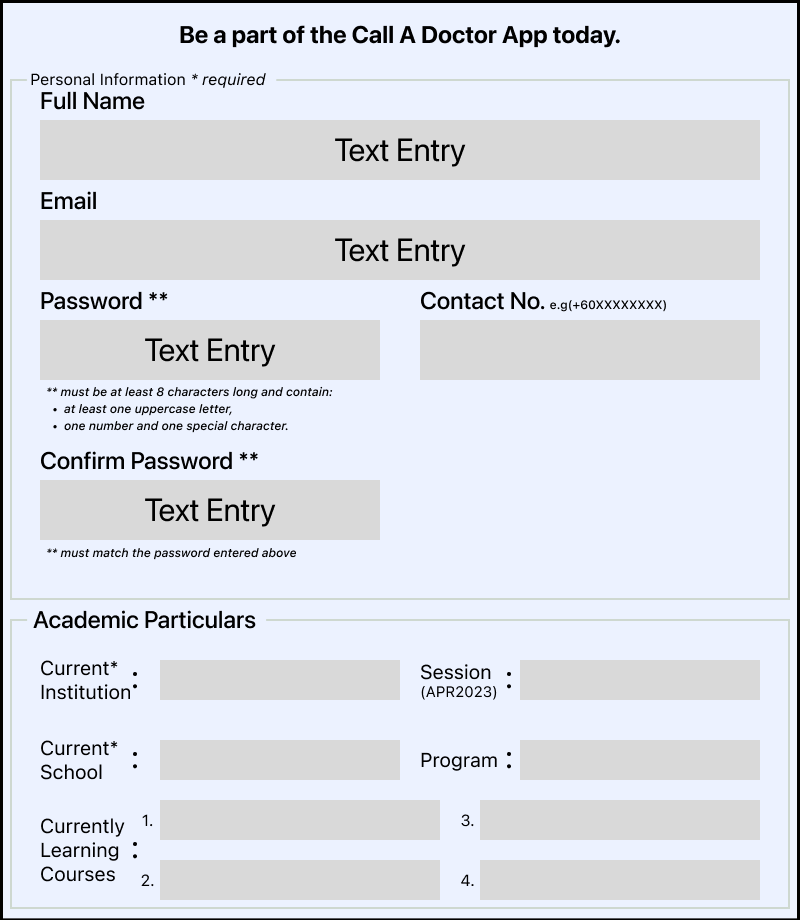 Be a part of the Call A Doctor App today.
Personal Information * required
Full Name
Text Entry
Email
Text Entry
Password **
Contact No. e.g(+60XXXXXXXX)
Text Entry
** must be at least 8 characters long and contain:
• at least one uppercase letter,
• one number and one special character.
Confirm Password **
Text Entry
** must match the password entered above
Academic Particulars
Current*
Institution :
Session :
(APR2023)
Current*
School :
Program :
Currently
Learning :
Courses
1.
3.
2.
4.